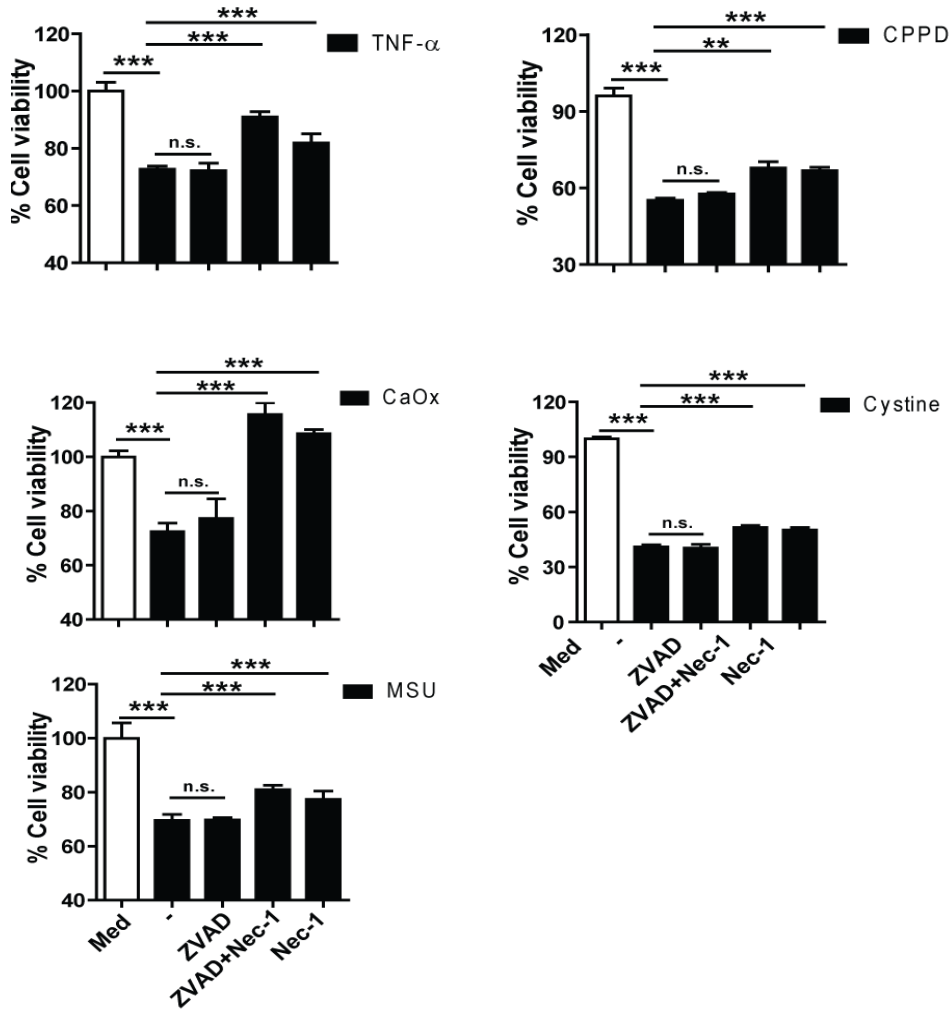 ***
***
TNF-α
***
n.s.
% Cell viability
120
100
80
60
40
***
**
CPPD
***
n.s.
% Cell viability
120
90
60
30
***
***
CaOx
***
n.s.
% Cell viability
120
100
80
60
40
***
***
Cystine
***
n.s.
% Cell viability
120
90
60
30
0
Med
-
ZVAD
ZVAD+Nec-1
Nec-1
***
***
MSU
***
n.s.
% Cell viability
120
100
80
60
40
Med
-
ZVAD
ZVAD+Nec-1
Nec-1